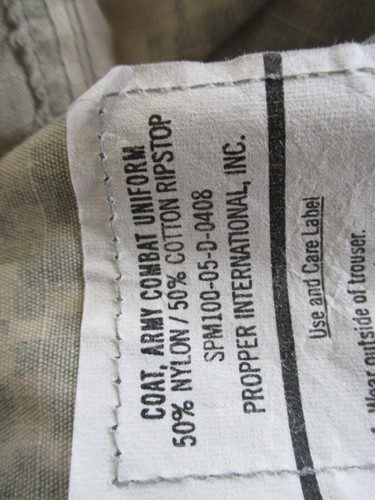 COAT, ARMY COMBAT UNIFORM
50% NYLON / 50% COTTON RIPSTOP
SPM100-05-D-0408
PROPPER INTERNATIONAL, INC.
Use and Care Label
Wear outside of trouser.